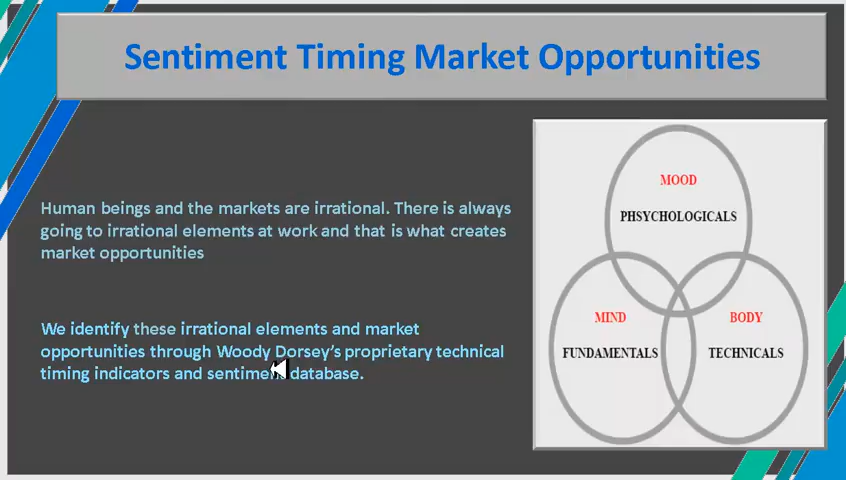 Sentiment Timing Market Opportunities
Human beings and the markets are irrational. There is always
going to irrational elements at work and that is what creates
market opportunities
We identify these irrational elements and market
opportunities through Woody Dorsey's proprietary technical
timing indicators and sentiment database.
MOOD
PHSYCHOLOGICALS
MIND
FUNDAMENTALS
BODY
TECHNICALS